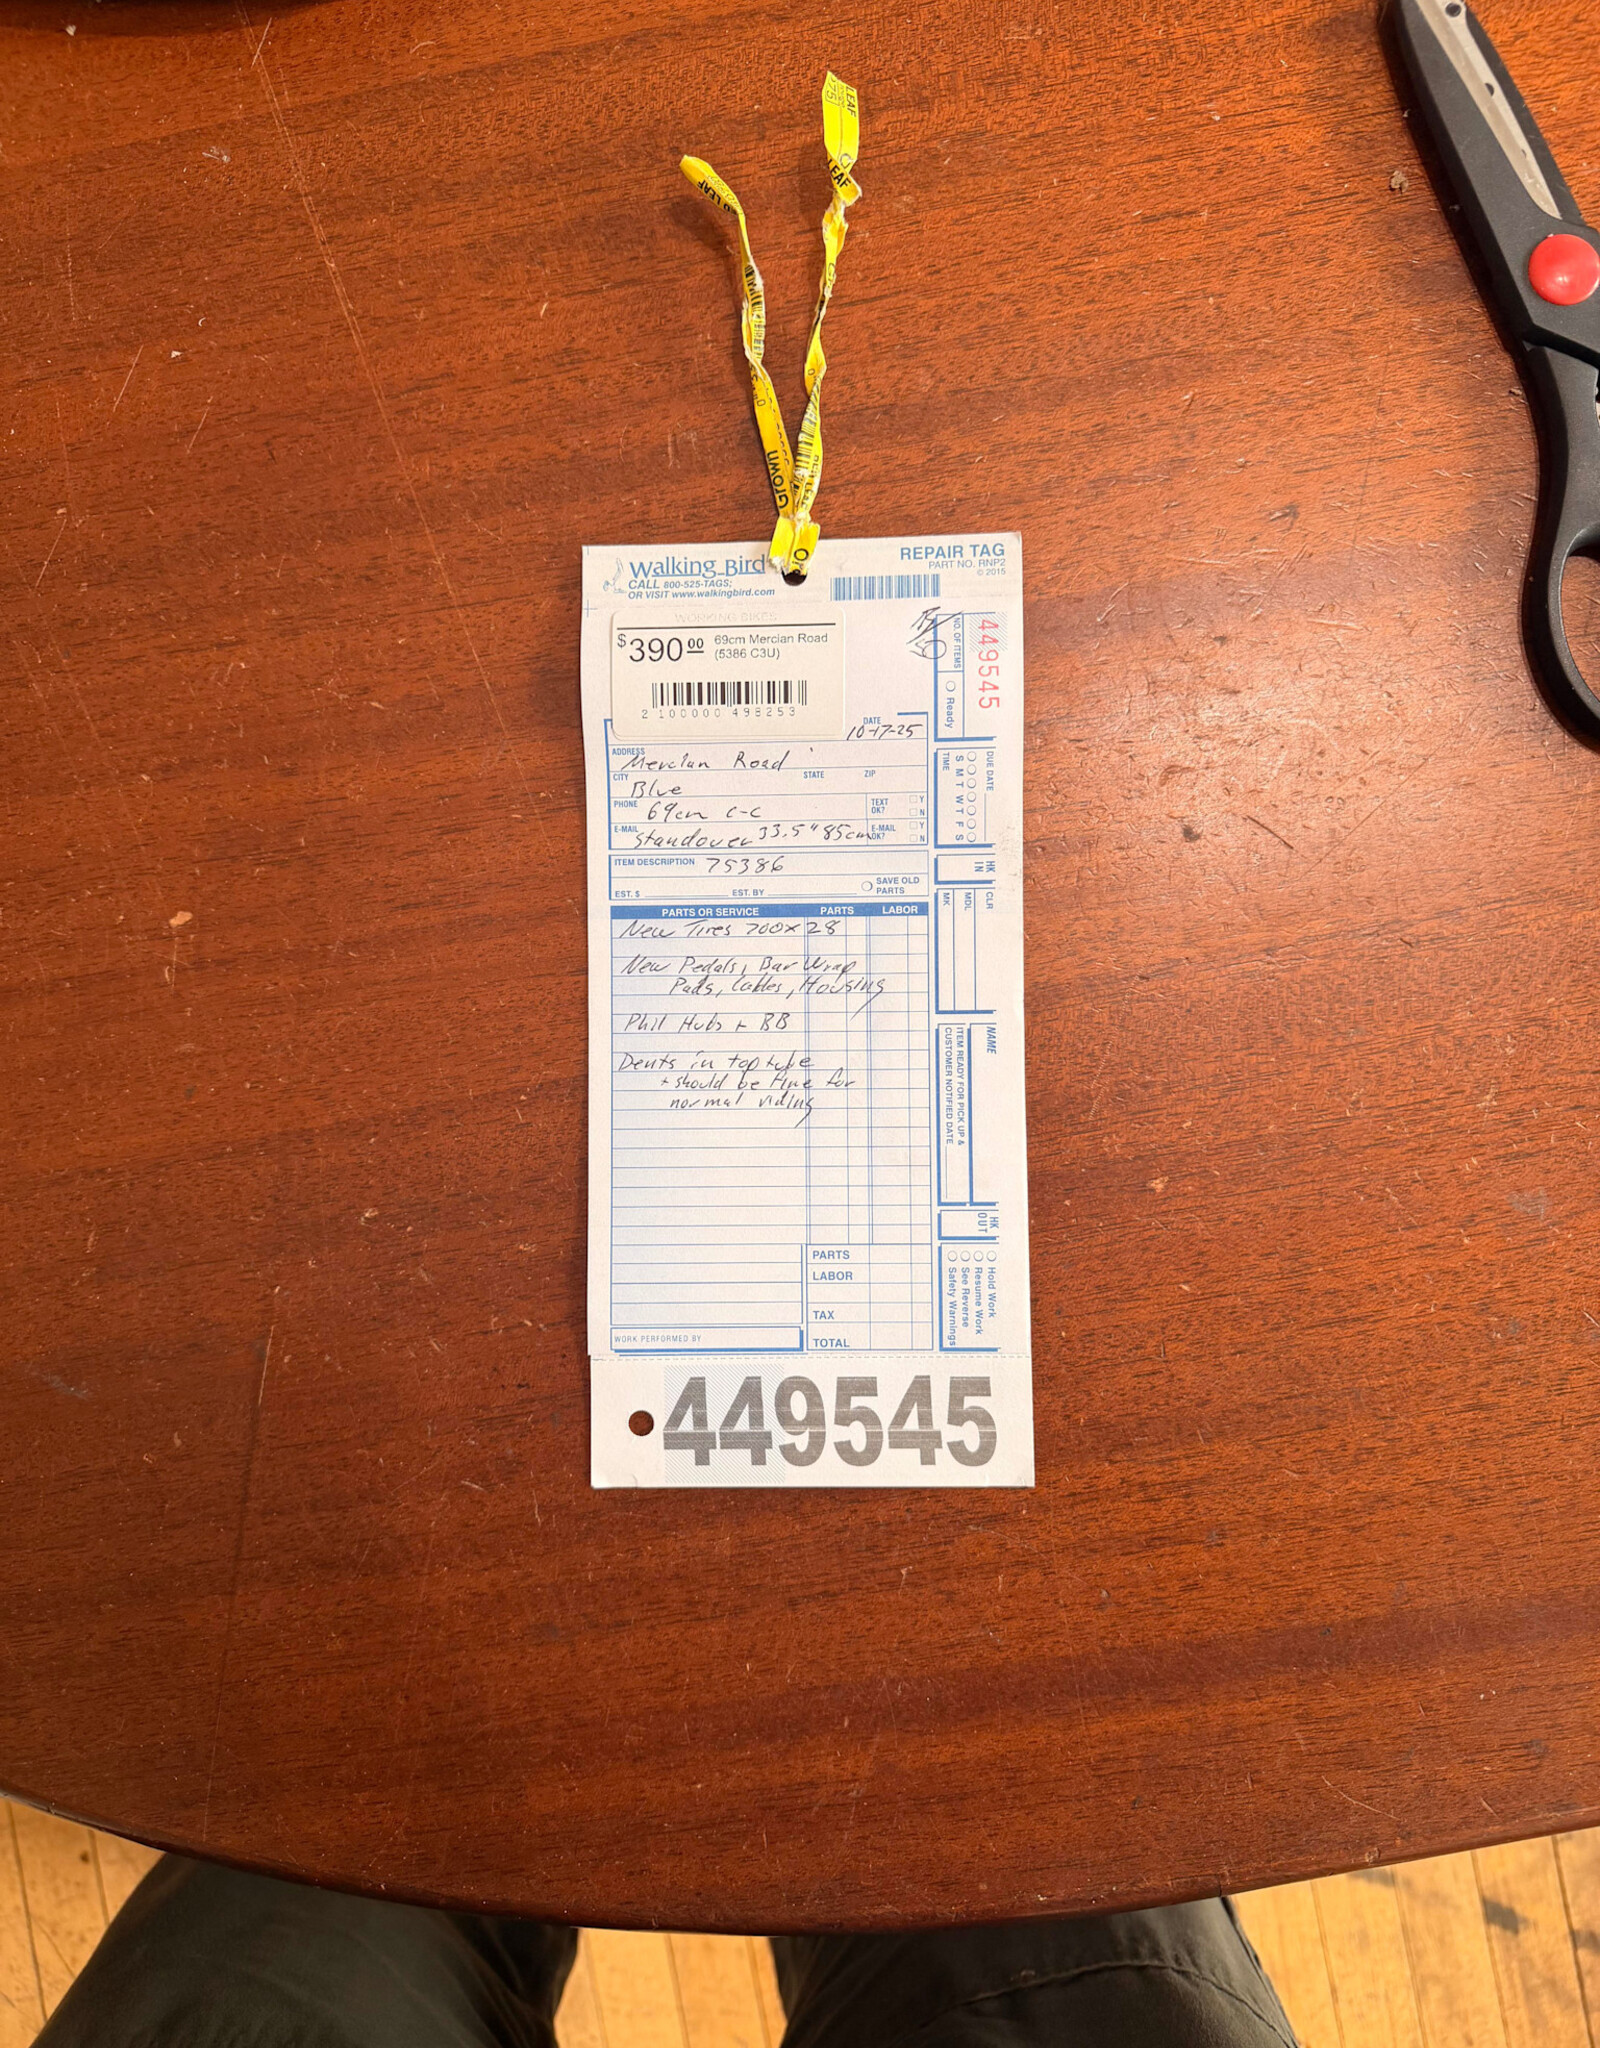 LEAF
LEAF
Grown
Walking Bird
CALL 800-525-TAGS;
OR VISIT www.walkingbird.com
REPAIR TAG
PART NO. RNP2
© 2015
WORKING BIKES
$390.00 69cm Mercian Road
(5386 C3U)
2 100000 498253
449545
NO. OF ITEMS
Ready
DATE
10-17-25
ADDRESS
Mercian Road
CITY STATE ZIP
Blue
PHONE 69cm c-c TEXT OK? Y N
E-MAIL Standover 33.5" 85cm E-MAIL OK? Y N
ITEM DESCRIPTION 75386
EST. $ EST. BY SAVE OLD PARTS
DUE DATE
S M T W T F S
TIME
HK IN
CLR
MDL
MK
PARTS OR SERVICE PARTS LABOR
New Tires 700x28
New Pedals, Bar Wrap
Pads, Cables, Housing
Phil Hubs + BB
Dents in top tube
+ should be fine for
normal riding
NAME
ITEM READY FOR PICK UP &
CUSTOMER NOTIFIED DATE
HK OUT
Hold Work
Resume Work
See Reverse
Safety Warnings
PARTS
LABOR
TAX
WORK PERFORMED BY
TOTAL
449545